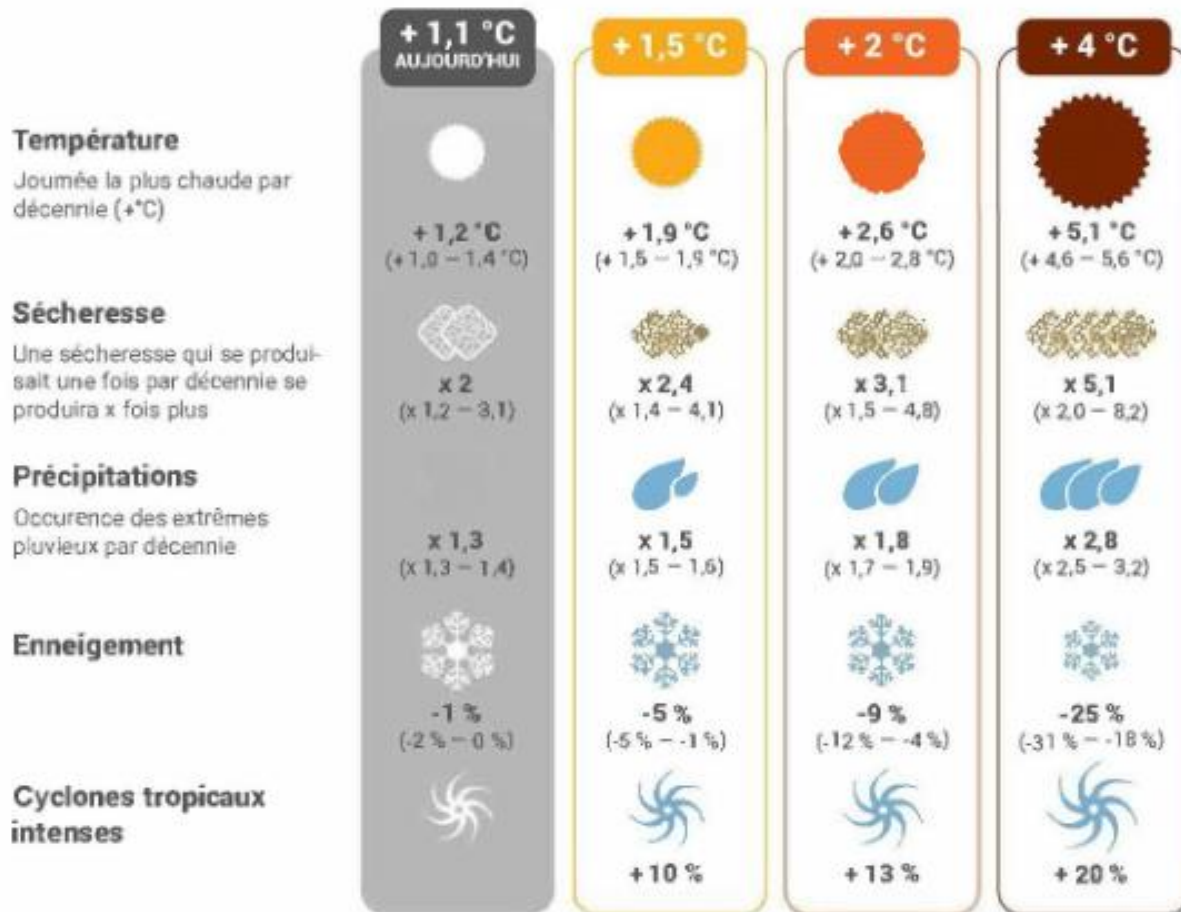 + 1,1 °C
AUJOURD'HUI
+ 1,5 °C
+ 2 °C
+ 4 °C
Température
Journée la plus chaude par
décennie (+°C)
+ 1,2 °C
(+ 1,0 – 1,4 °C)
+ 1,9 °C
(+ 1,5 – 1,9 °C)
+ 2,6 °C
(+ 2,0 – 2,8 °C)
+ 5,1 °C
(+ 4,6 – 5,6 °C)
Sécheresse
Une sécheresse qui se produi-
sait une fois par décennie se
produira x fois plus
x 2
(x 1,2 – 3,1)
x 2,4
(x 1,4 – 4,1)
x 3,1
(x 1,5 – 4,8)
x 5,1
(x 2,0 – 8,2)
Précipitations
Occurence des extrêmes
pluvieux par décennie
x 1,3
(x 1,3 – 1,4)
x 1,5
(x 1,5 – 1,6)
x 1,8
(x 1,7 – 1,9)
x 2,8
(x 2,5 – 3,2)
Enneigement
-1 %
(-2 % – 0 %)
-5 %
(-5 % – -1 %)
-9 %
(-12 % – -4 %)
-25 %
(-31 % – -18 %)
Cyclones tropicaux
intenses
+ 10 %
+ 13 %
+ 20 %